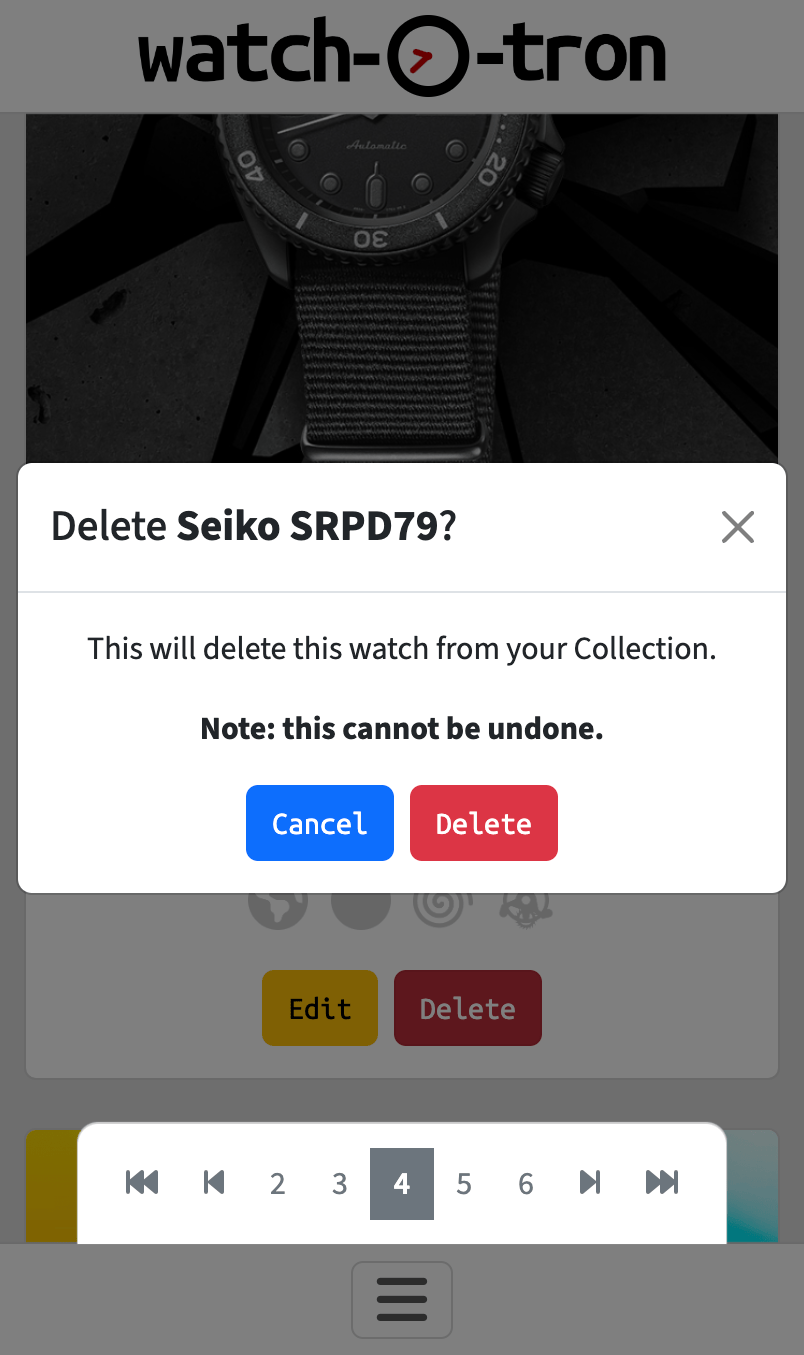 watch-O-tron
Automatic
40
20
30
Delete Seiko SRPD79?
This will delete this watch from your Collection.
Note: this cannot be undone.
Cancel Delete
Edit Delete
2 3 4 5 6